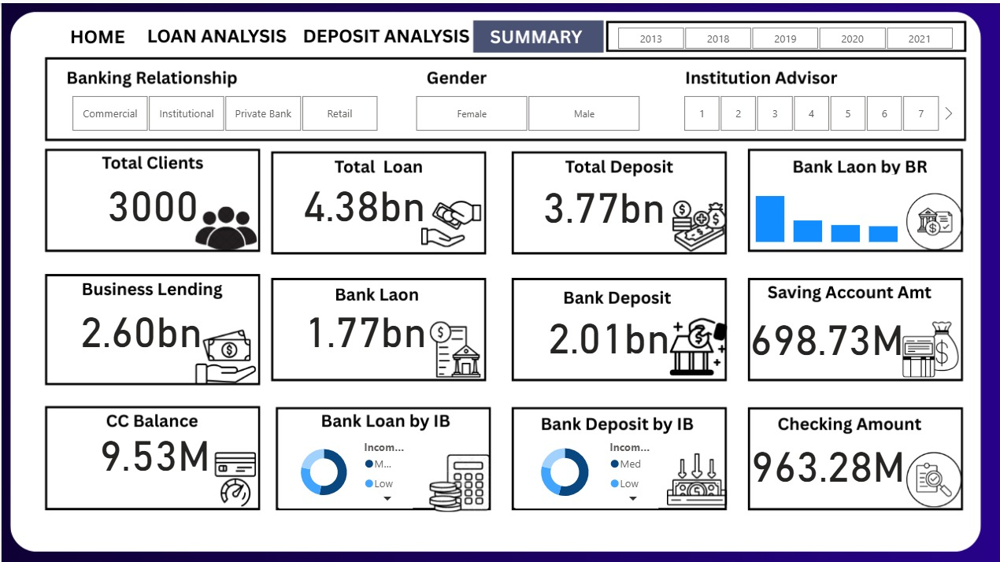 HOME LOAN ANALYSIS DEPOSIT ANALYSIS SUMMARY 2013 2018 2019 2020 2021
Banking Relationship Gender Institution Advisor
Commercial Institutional Private Bank Retail Female Male 1 2 3 4 5 6 7
Total Clients
3000
Total Loan
4.38bn
Total Deposit
3.77bn
Bank Laon by BR
Business Lending
2.60bn
Bank Laon
1.77bn
Bank Deposit
2.01bn
Saving Account Amt
698.73M
CC Balance
9.53M
Bank Loan by IB
Incom...
M...
Low
Bank Deposit by IB
Incom...
Med
Low
Checking Amount
963.28M